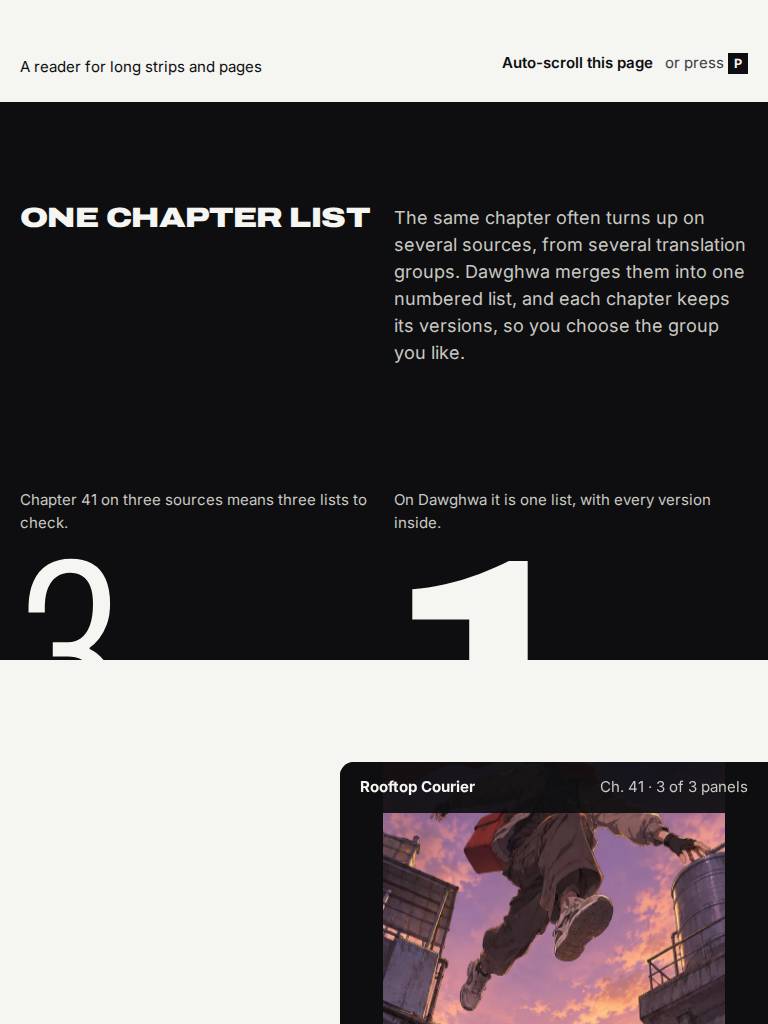 A reader for long strips and pages
Auto-scroll this page or press P
ONE CHAPTER LIST
The same chapter often turns up on
several sources, from several translation
groups. Dawghwa merges them into one
numbered list, and each chapter keeps
its versions, so you choose the group
you like.
Chapter 41 on three sources means three lists to
check.
On Dawghwa it is one list, with every version
inside.
3
1
Rooftop Courier
Ch. 41 · 3 of 3 panels